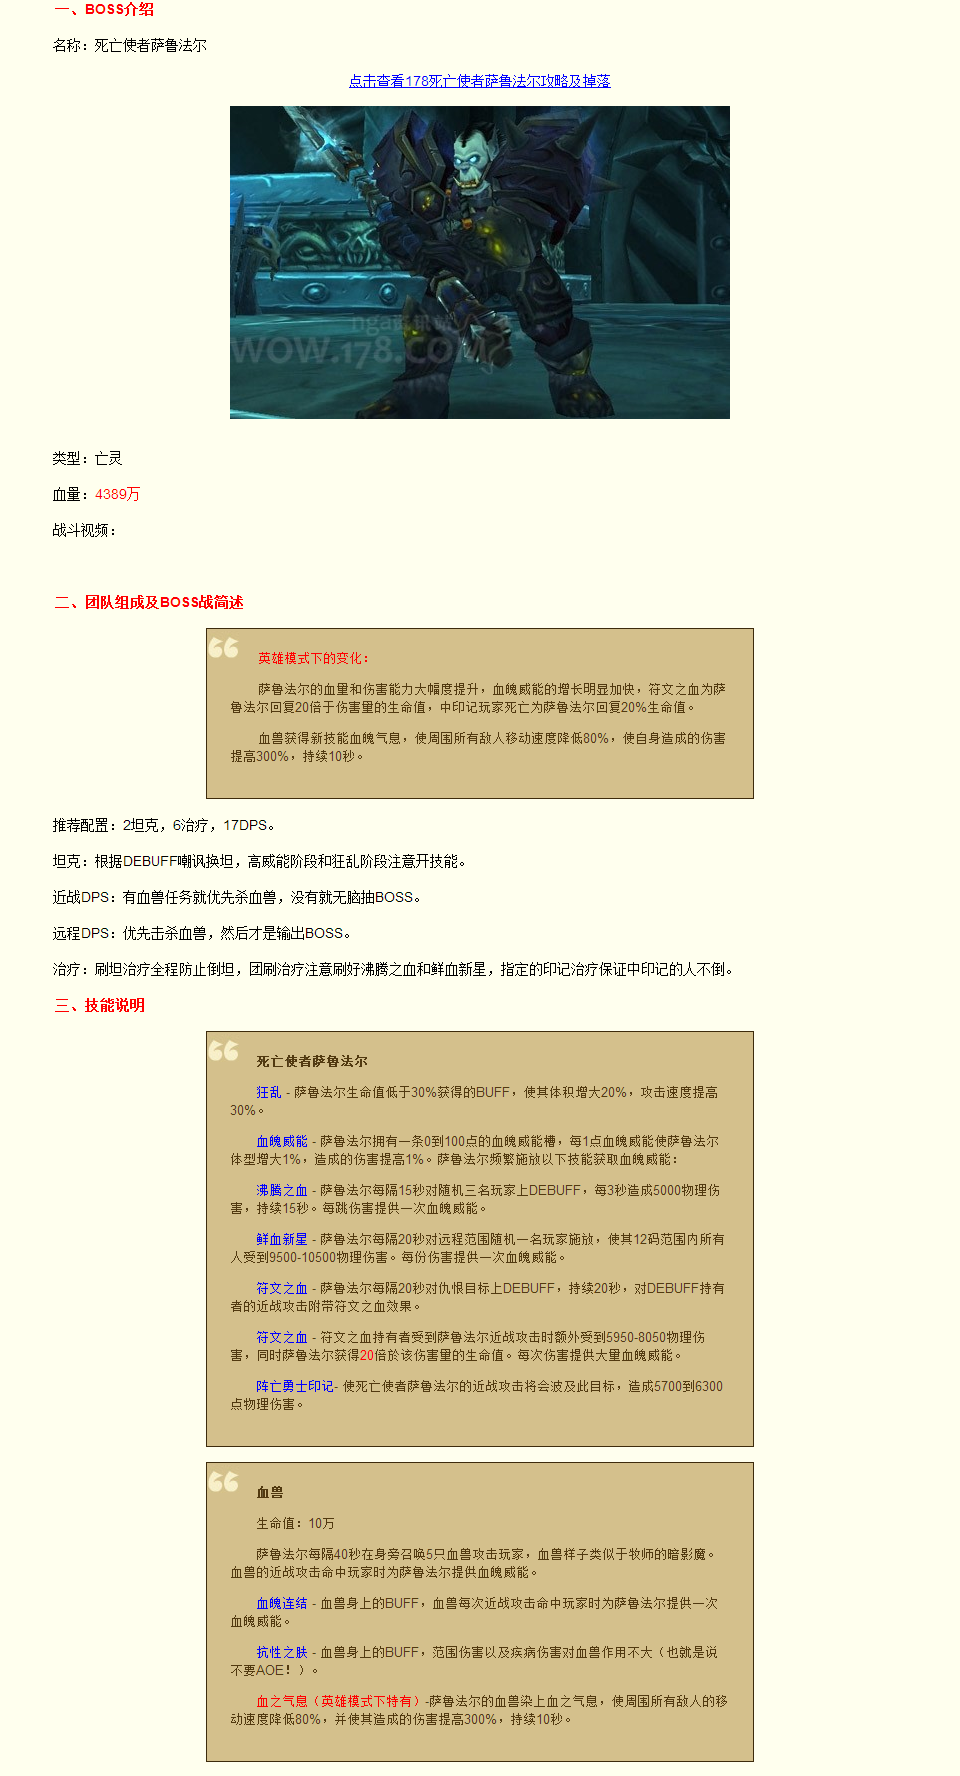 一、BOSS介绍
名称：死亡使者萨鲁法尔
点击查看178死亡使者萨鲁法尔攻略及掉落
WOW.178.COM
类型：亡灵
血量：4389万
战斗视频：
二、团队组成及BOSS战简述
英雄模式下的变化：
萨鲁法尔的血量和伤害能力大幅度提升，血魄威能的增长明显加快，符文之血为萨
鲁法尔回复20倍于伤害量的生命值，中印记玩家死亡为萨鲁法尔回复20%生命值。
血兽获得新技能血魄气息，使周围所有敌人移动速度降低80%，使自身造成的伤害
提高300%，持续10秒。
推荐配置：2坦克，6治疗，17DPS。
坦克：根据DEBUFF嘲讽换坦，高威能阶段和狂乱阶段注意开技能。
近战DPS：有血兽任务就优先杀血兽，没有就无脑抽BOSS。
远程DPS：优先击杀血兽，然后才是输出BOSS。
治疗：刷坦治疗全程防止倒坦，团刷治疗注意刷好沸腾之血和鲜血新星，指定的印记治疗保证中印记的人不倒。
三、技能说明
死亡使者萨鲁法尔
狂乱 - 萨鲁法尔生命值低于30%获得的BUFF，使其体积增大20%，攻击速度提高
30%。
血魄威能 - 萨鲁法尔拥有一条0到100点的血魄威能槽，每1点血魄威能使萨鲁法尔
体型增大1%，造成的伤害提高1%。萨鲁法尔频繁施放以下技能获取血魄威能：
沸腾之血 - 萨鲁法尔每隔15秒对随机三名玩家上DEBUFF，每3秒造成5000物理伤
害，持续15秒。每跳伤害提供一次血魄威能。
鲜血新星 - 萨鲁法尔每隔20秒对远程范围随机一名玩家施放，使其12码范围内所有
人受到9500-10500物理伤害。每份伤害提供一次血魄威能。
符文之血 - 萨鲁法尔每隔20秒对仇恨目标上DEBUFF，持续20秒，对DEBUFF持有
者的近战攻击附带符文之血效果。
符文之血 - 符文之血持有者受到萨鲁法尔近战攻击时额外受到5950-8050物理伤
害，同时萨鲁法尔获得20倍於该伤害量的生命值。每次伤害提供大量血魄威能。
阵亡勇士印记- 使死亡使者萨鲁法尔的近战攻击将会波及此目标，造成5700到6300
点物理伤害。
血兽
生命值：10万
萨鲁法尔每隔40秒在身旁召唤5只血兽攻击玩家，血兽样子类似于牧师的暗影魔。
血兽的近战攻击命中玩家时为萨鲁法尔提供血魄威能。
血魄连结 - 血兽身上的BUFF，血兽每次近战攻击命中玩家时为萨鲁法尔提供一次
血魄威能。
抗性之肤 - 血兽身上的BUFF，范围伤害以及疾病伤害对血兽作用不大（也就是说
不要AOE！）。
血之气息（英雄模式下特有）-萨鲁法尔的血兽染上血之气息，使周围所有敌人的移
动速度降低80%，并使其造成的伤害提高300%，持续10秒。